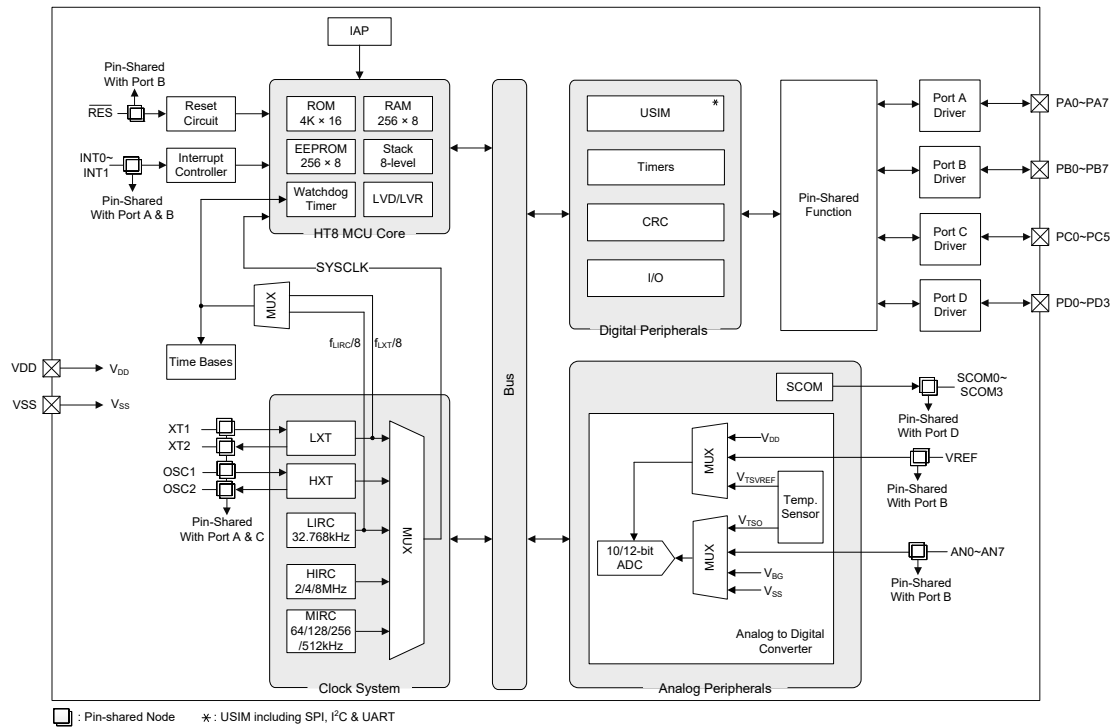 IAP
Pin-Shared
With Port B
RES
Reset
Circuit
INT0~
INT1
Interrupt
Controller
Pin-Shared
With Port A & B
ROM
4K × 16
RAM
256 × 8
EEPROM
256 × 8
Stack
8-level
Watchdog
Timer
LVD/LVR
HT8 MCU Core
SYSCLK
MUX
Time Bases
fLIRC/8
fLXT/8
VDD
VDD
VSS
VSS
XT1
XT2
OSC1
OSC2
Pin-Shared
With Port A & C
LXT
HXT
LIRC
32.768kHz
HIRC
2/4/8MHz
MIRC
64/128/256
/512kHz
MUX
Clock System
Bus
USIM
*
Timers
CRC
I/O
Digital Peripherals
Pin-Shared
Function
Port A
Driver
PA0~PA7
Port B
Driver
PB0~PB7
Port C
Driver
PC0~PC5
Port D
Driver
PD0~PD3
SCOM
SCOM0~
SCOM3
Pin-Shared
With Port D
MUX
VDD
VREF
Pin-Shared
With Port B
VTSVREF
Temp.
Sensor
VTSO
10/12-bit
ADC
MUX
AN0~AN7
Pin-Shared
With Port B
VBG
VSS
Analog to Digital
Converter
Analog Peripherals
: Pin-shared Node
* : USIM including SPI, I²C & UART